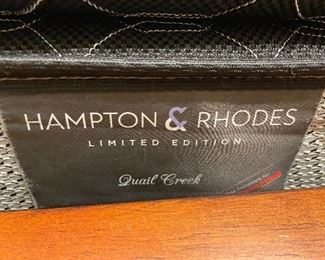 HAMPTON & RHODES
LIMITED EDITION
Quail Creek